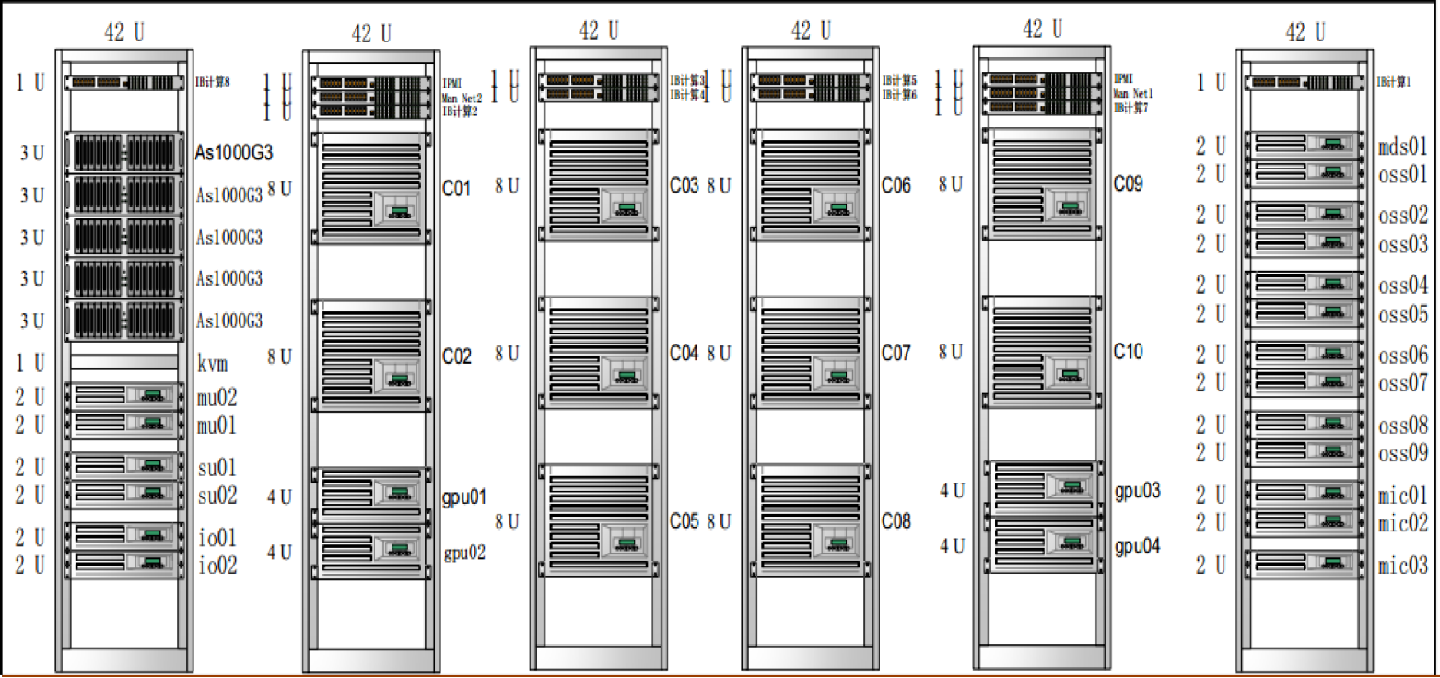 42 U
1 U
IB计算8
3 U
As1000G3
3 U
As1000G3
3 U
As1000G3
3 U
As1000G3
3 U
As1000G3
1 U
kvm
2 U
mu02
2 U
mu01
2 U
su01
2 U
su02
2 U
io01
2 U
io02
42 U
1 U
IPMI
1 U
Man Net2
1 U
IB计算2
8 U
C01
8 U
C02
4 U
gpu01
4 U
gpu02
42 U
1 U
IB计算3
1 U
IB计算4
8 U
C03
8 U
C04
8 U
C05
42 U
1 U
IB计算5
1 U
IB计算6
8 U
C06
8 U
C07
8 U
C08
42 U
1 U
IPMI
1 U
Man Net1
1 U
IB计算7
8 U
C09
8 U
C10
4 U
gpu03
4 U
gpu04
42 U
1 U
IB计算1
2 U
mds01
2 U
oss01
2 U
oss02
2 U
oss03
2 U
oss04
2 U
oss05
2 U
oss06
2 U
oss07
2 U
oss08
2 U
oss09
2 U
mic01
2 U
mic02
2 U
mic03